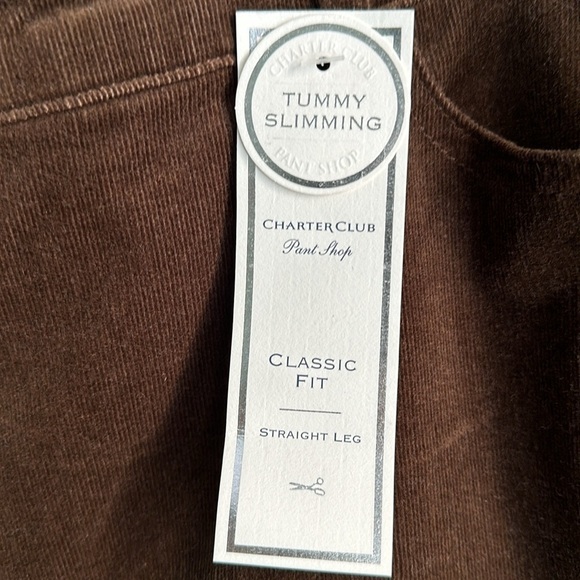 CHARTER CLUB
TUMMY
SLIMMING
PANT SHOP
CHARTER CLUB
Pant Shop
CLASSIC
FIT
STRAIGHT LEG